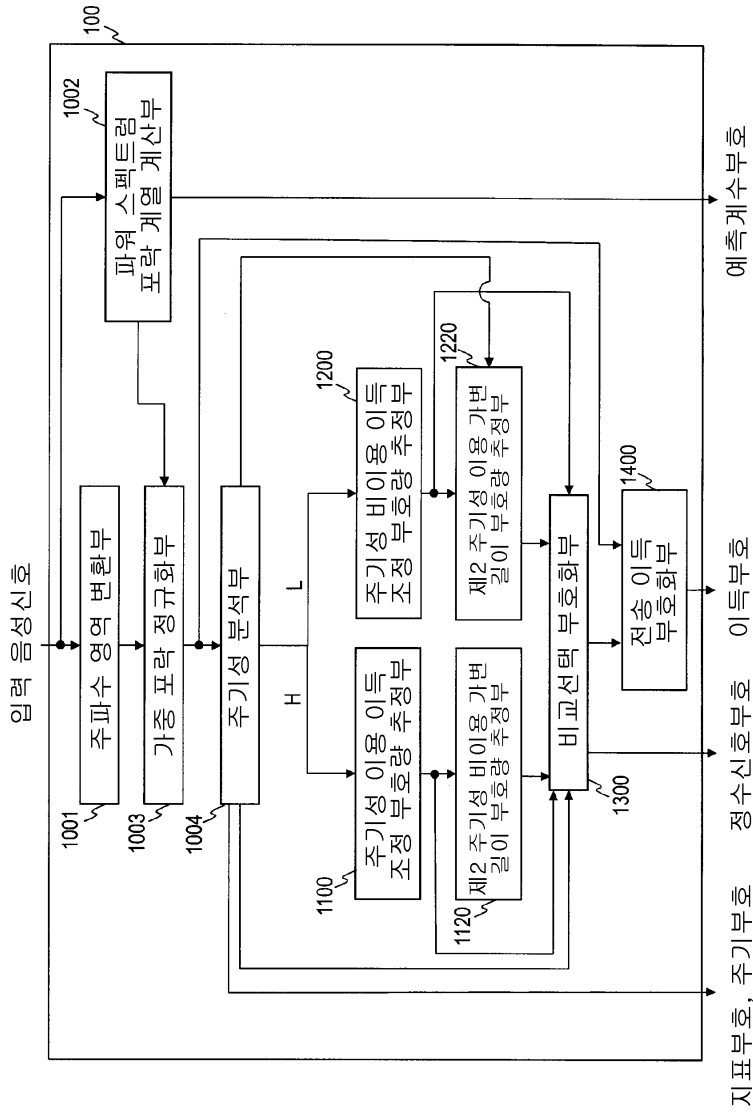 입력 음성신호
100
1002
파워 스펙트럼
포락 계열 계산부
1001
주파수 영역 변환부
1003
가중 포락 정규화부
1004
주기성 분석부
H
L
1100
주기성 이용 이득
조정 부호량 추정부
1200
주기성 비이용 이득
조정 부호량 추정부
1120
제2 주기성 비이용 가변
길이 부호량 추정부
1220
제2 주기성 이용 가변
길이 부호량 추정부
1300
비교선택 부호화부
1400
전송 이득
부호화부
지표부호, 주기부호
정수신호부호
이득부호
예측계수부호